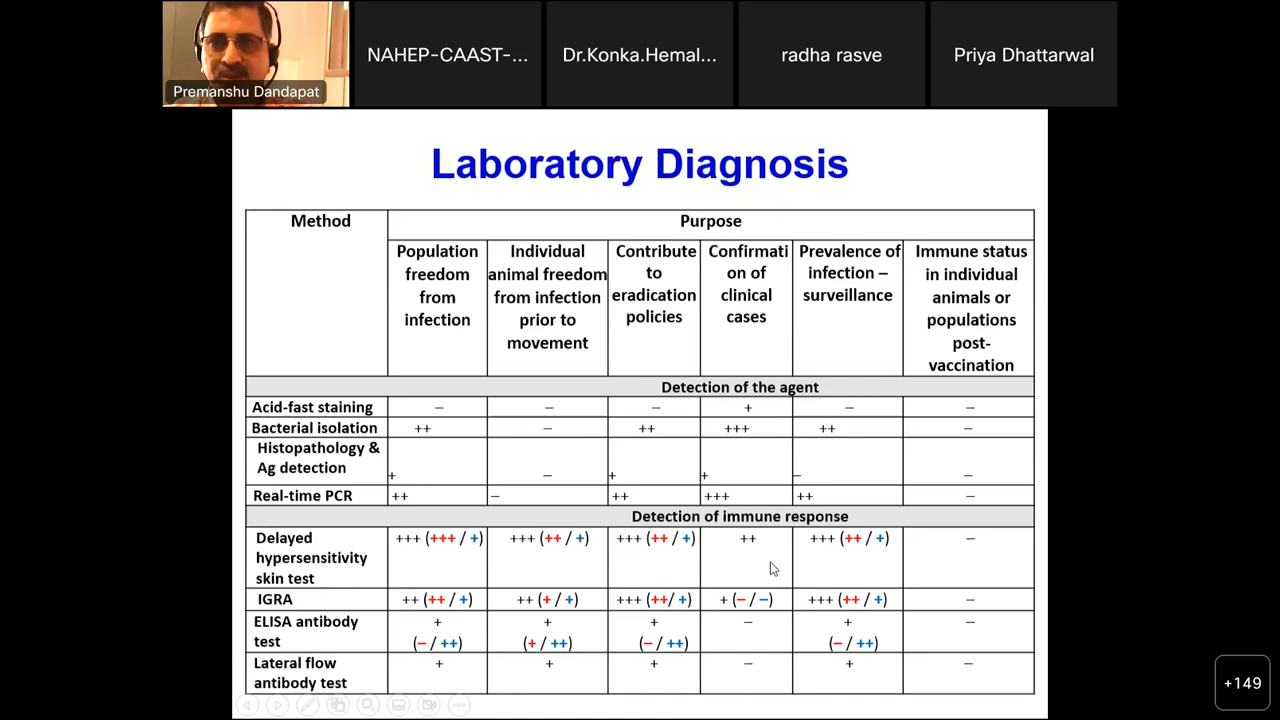 NAHEP-CAAST-...
Dr.Konka.Hemal...
radha rasve
Priya Dhattarwal
Premanshu Dandapat
Laboratory Diagnosis
Method
Purpose
Population
freedom
from
infection
Individual
animal freedom
from infection
prior to
movement
Contribute
to
eradication
policies
Confirmati
on of
clinical
cases
Prevalence of
infection –
surveillance
Immune status
in individual
animals or
populations
post-
vaccination
Detection of the agent
Acid-fast staining – – – + – –
Bacterial isolation ++ – ++ +++ ++ –
Histopathology &
Ag detection + – + + – –
Real-time PCR ++ – ++ +++ ++ –
Detection of immune response
Delayed +++ (+++ / +) +++ (++ / +) +++ (++ / +) ++ +++ (++ / +) –
hypersensitivity
skin test
IGRA ++ (++ / +) ++ (+ / +) +++ (++/ +) + (– / –) +++ (++ / +) –
ELISA antibody + + + – + –
test (– / ++) (+ / ++) (– / ++) (– / ++)
Lateral flow + + + – + –
antibody test
+149